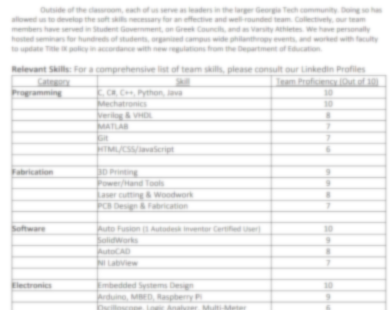 Outside of the classroom, each of us serve as leaders in the larger Georgia Tech community. Doing so has
allowed us to develop the soft skills necessary for an effective and well-rounded team. Collectively, our team
members have served in Student Government, on Greek Councils, and as Varsity Athletes. We have personally
hosted seminars for hundreds of students, organized campus wide philanthropy events, and worked with faculty
to update Title IX policy in accordance with new regulations from the Department of Education.
Relevant Skills: For a comprehensive list of team skills, please consult our LinkedIn Profiles
Category Skill Team Proficiency (Out of 10)
Programming C, C#, C++, Python, Java 10
Mechatronics 10
Verilog & VHDL 8
MATLAB 7
Git 7
HTML/CSS/JavaScript 6
Fabrication 3D Printing 9
Power/Hand Tools 9
Laser cutting & Woodwork 8
PCB Design & Fabrication 7
Software Auto Fusion (1 Autodesk Inventor Certified User) 10
SolidWorks 9
AutoCAD 8
NI LabView 7
Electronics Embedded Systems Design 10
Arduino, MBED, Raspberry Pi 9
Oscilloscope, Logic Analyzer, Multi-Meter 6